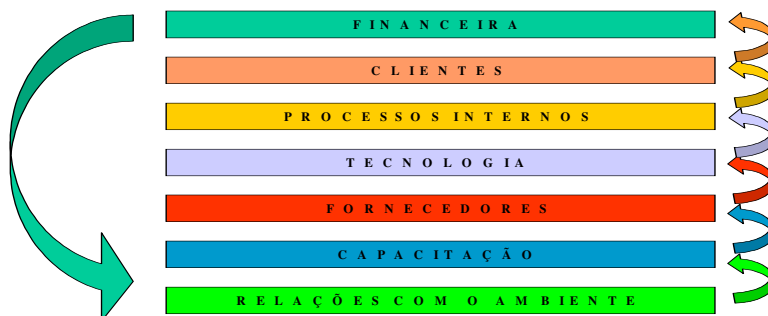 FINANCEIRA
CLIENTES
PROCESSOS INTERNOS
TECNOLOGIA
FORNECEDORES
CAPACITAÇÃO
RELAÇÕES COM O AMBIENTE